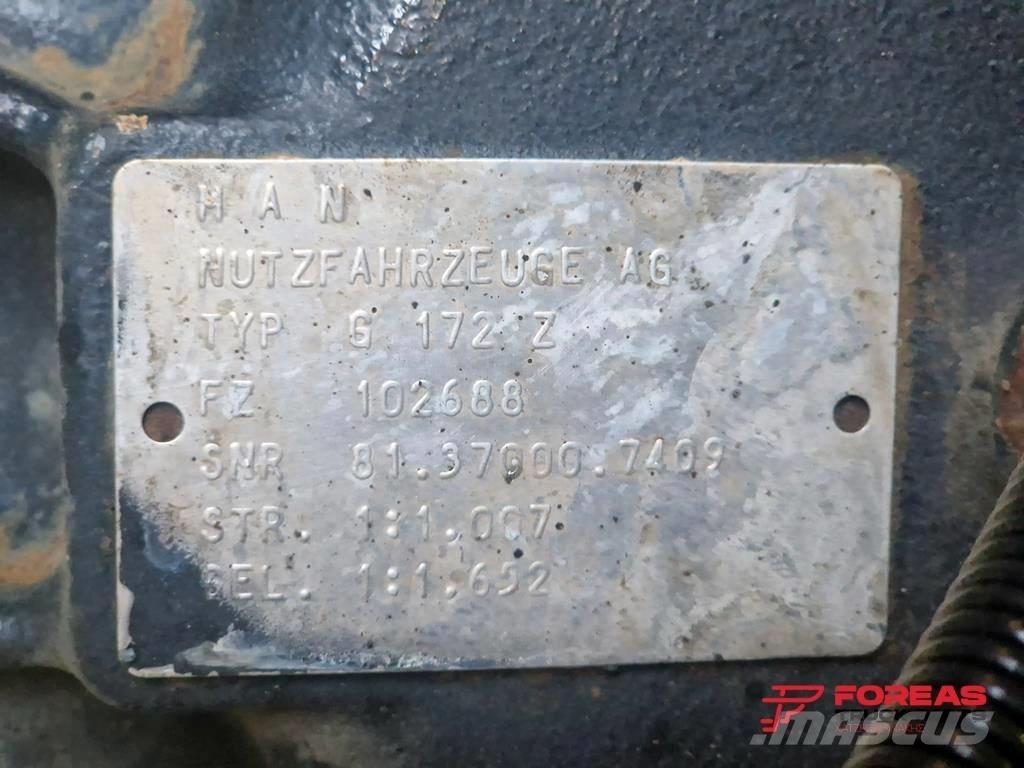 M A N
NUTZFAHRZEUGE AG
TYP G 172 Z
FZ 102688
SNR 81.37000.7409
STR. 1:1.007
GEL. 1:1.652
FOREAS
MASCUS